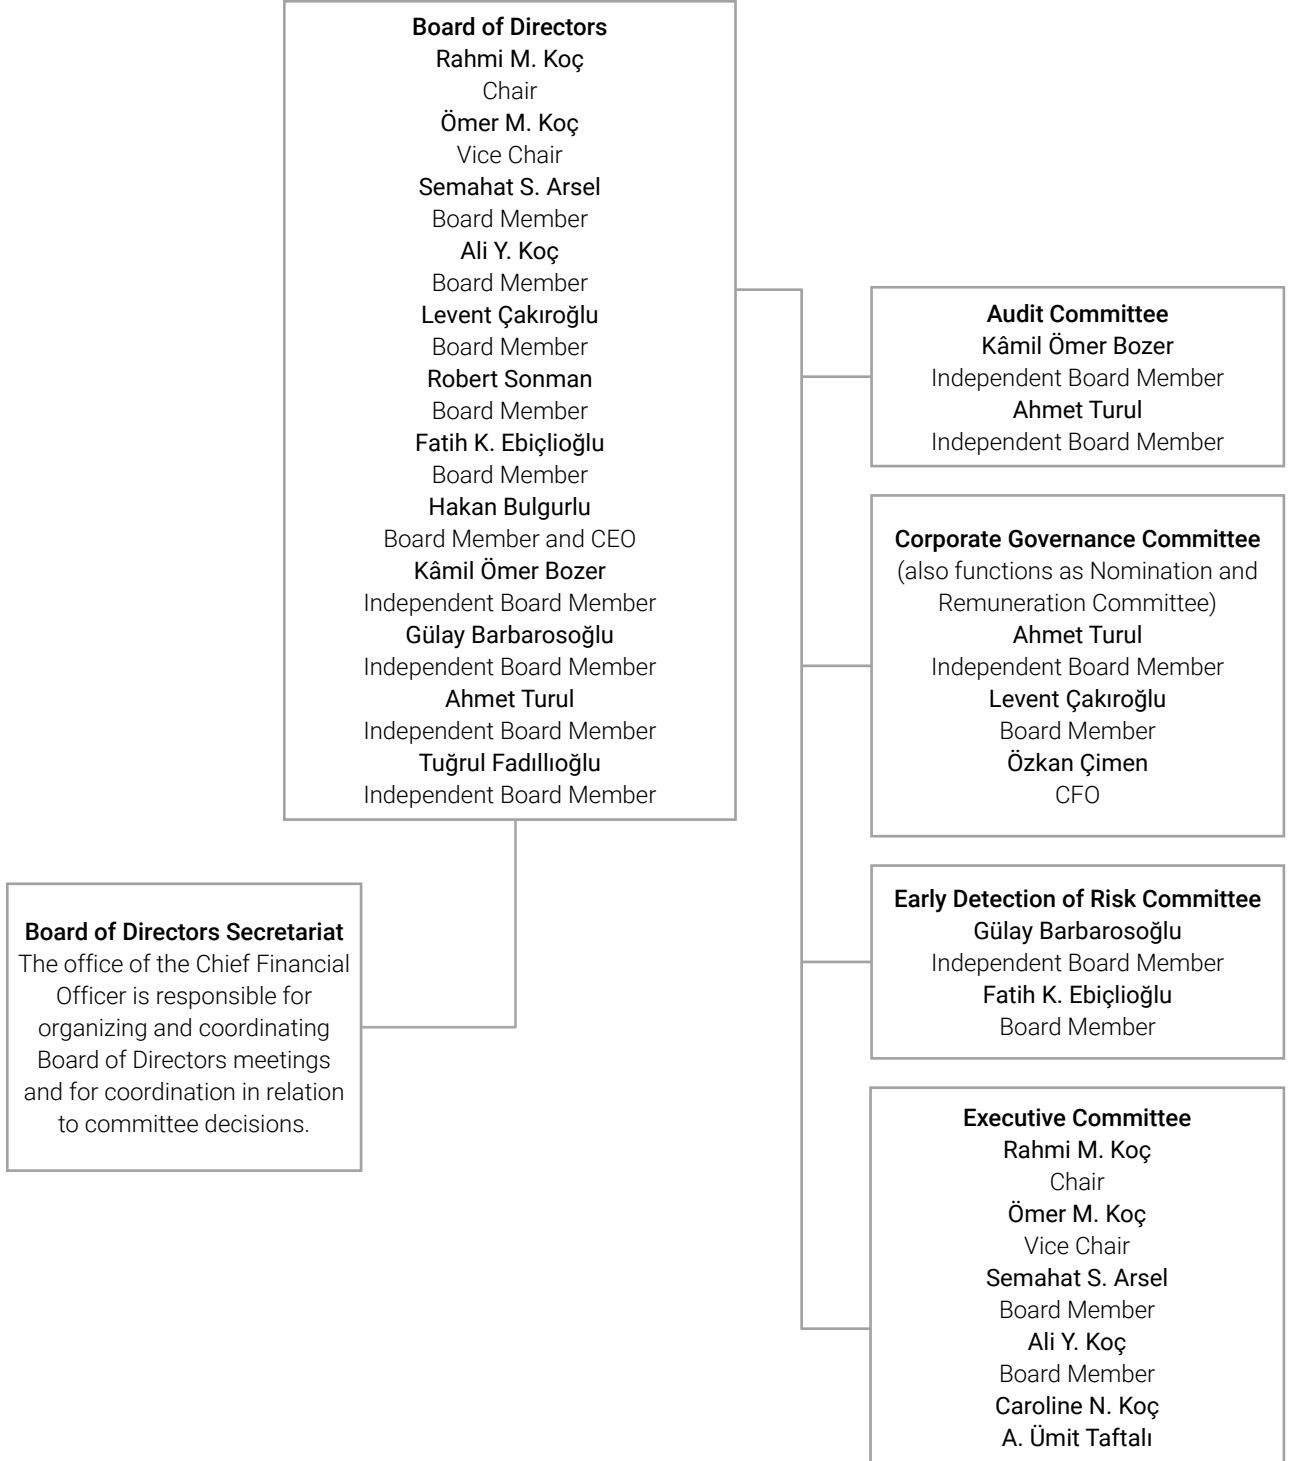 Board of Directors
Rahmi M. Koç
Chair
Ömer M. Koç
Vice Chair
Semahat S. Arsel
Board Member
Ali Y. Koç
Board Member
Levent Çakıroğlu
Board Member
Robert Sonman
Board Member
Fatih K. Ebiçlioğlu
Board Member
Hakan Bulgurlu
Board Member and CEO
Kâmil Ömer Bozer
Independent Board Member
Gülay Barbarosoğlu
Independent Board Member
Ahmet Turul
Independent Board Member
Tuğrul Fadıllıoğlu
Independent Board Member
Board of Directors Secretariat
The office of the Chief Financial
Officer is responsible for
organizing and coordinating
Board of Directors meetings
and for coordination in relation
to committee decisions.
Audit Committee
Kâmil Ömer Bozer
Independent Board Member
Ahmet Turul
Independent Board Member
Corporate Governance Committee
(also functions as Nomination and
Remuneration Committee)
Ahmet Turul
Independent Board Member
Levent Çakıroğlu
Board Member
Özkan Çimen
CFO
Early Detection of Risk Committee
Gülay Barbarosoğlu
Independent Board Member
Fatih K. Ebiçlioğlu
Board Member
Executive Committee
Rahmi M. Koç
Chair
Ömer M. Koç
Vice Chair
Semahat S. Arsel
Board Member
Ali Y. Koç
Board Member
Caroline N. Koç
A. Ümit Taftalı